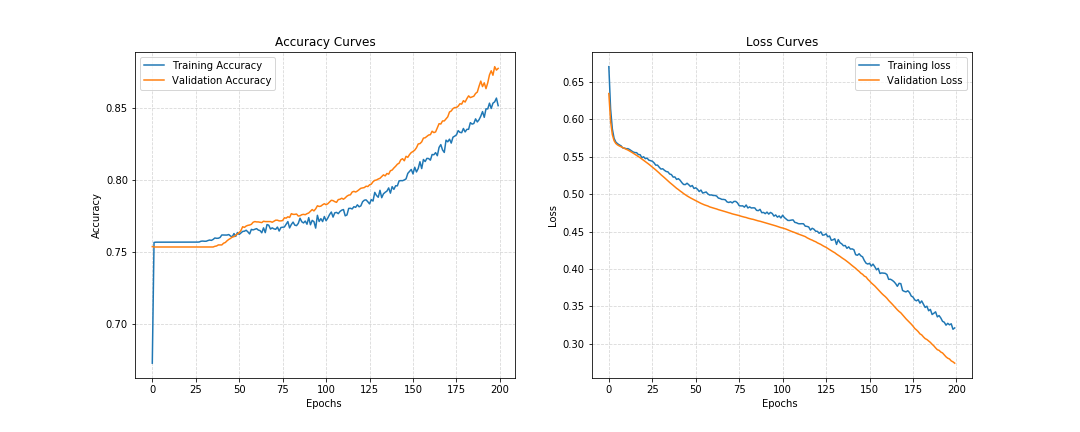 Accuracy Curves
Training Accuracy
Validation Accuracy
0.85
0.80
0.75
0.70
Accuracy
0 25 50 75 100 125 150 175 200
Epochs
Loss Curves
Training loss
Validation Loss
0.65
0.60
0.55
0.50
0.45
0.40
0.35
0.30
Loss
0 25 50 75 100 125 150 175 200
Epochs